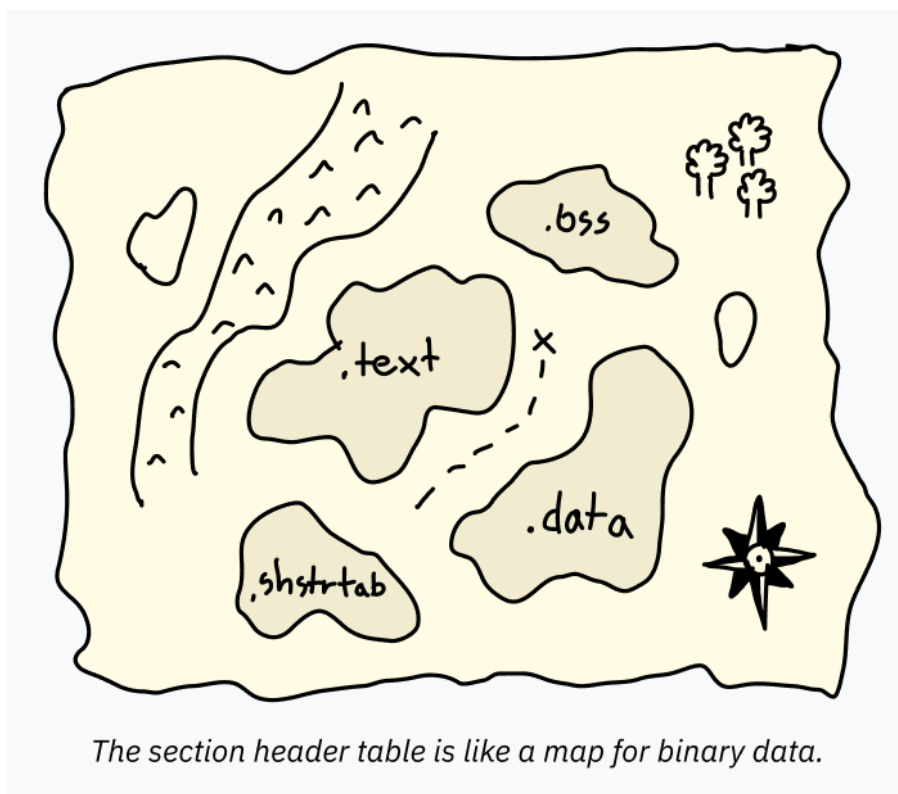 .bss
.text
.data
.shstrtab
The section header table is like a map for binary data.